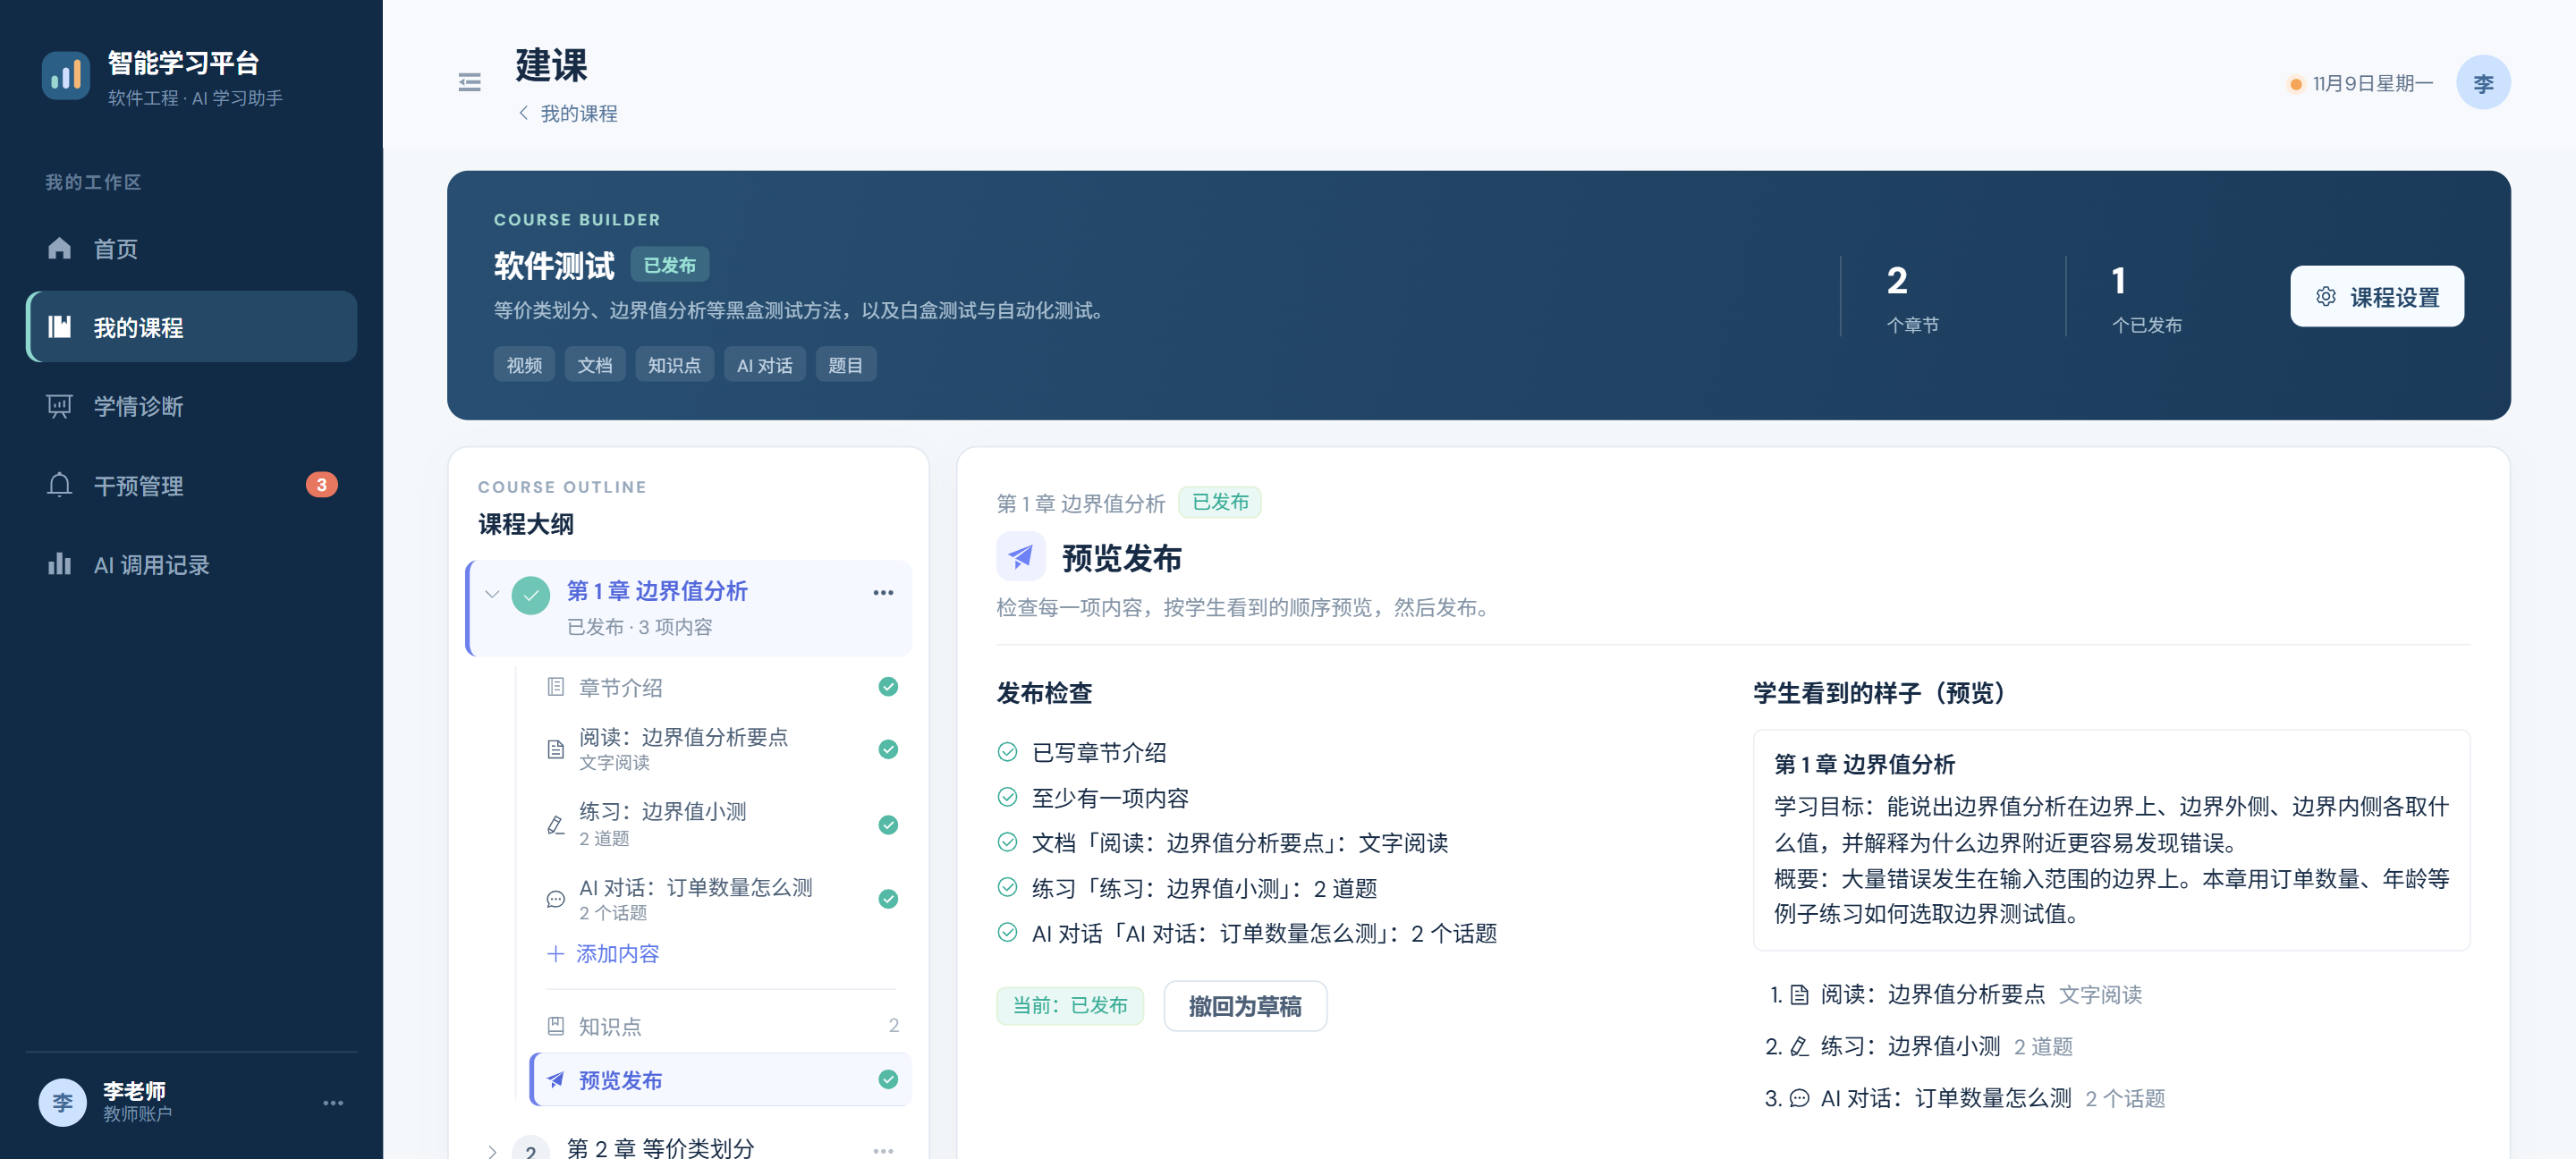 智能学习平台
软件工程 · AI 学习助手
我的工作区
首页
我的课程
学情诊断
干预管理
3
AI 调用记录
李
李老师
教师账户
建课
我的课程
11月9日星期一
李
COURSE BUILDER
软件测试
已发布
等价类划分、边界值分析等黑盒测试方法，以及白盒测试与自动化测试。
视频
文档
知识点
AI 对话
题目
2
个章节
1
个已发布
课程设置
COURSE OUTLINE
课程大纲
第 1 章 边界值分析
已发布 · 3 项内容
章节介绍
阅读：边界值分析要点
文字阅读
练习：边界值小测
2 道题
AI 对话：订单数量怎么测
2 个话题
添加内容
知识点
2
预览发布
2
第 2 章 等价类划分
第 1 章 边界值分析
已发布
预览发布
检查每一项内容，按学生看到的顺序预览，然后发布。
发布检查
已写章节介绍
至少有一项内容
文档「阅读：边界值分析要点」：文字阅读
练习「练习：边界值小测」：2 道题
AI 对话「AI 对话：订单数量怎么测」：2 个话题
当前：已发布
撤回为草稿
学生看到的样子（预览）
第 1 章 边界值分析
学习目标：能说出边界值分析在边界上、边界外侧、边界内侧各取什
么值，并解释为什么边界附近更容易发现错误。
概要：大量错误发生在输入范围的边界上。本章用订单数量、年龄等
例子练习如何选取边界测试值。
1. 阅读：边界值分析要点 文字阅读
2. 练习：边界值小测 2 道题
3. AI 对话：订单数量怎么测 2 个话题